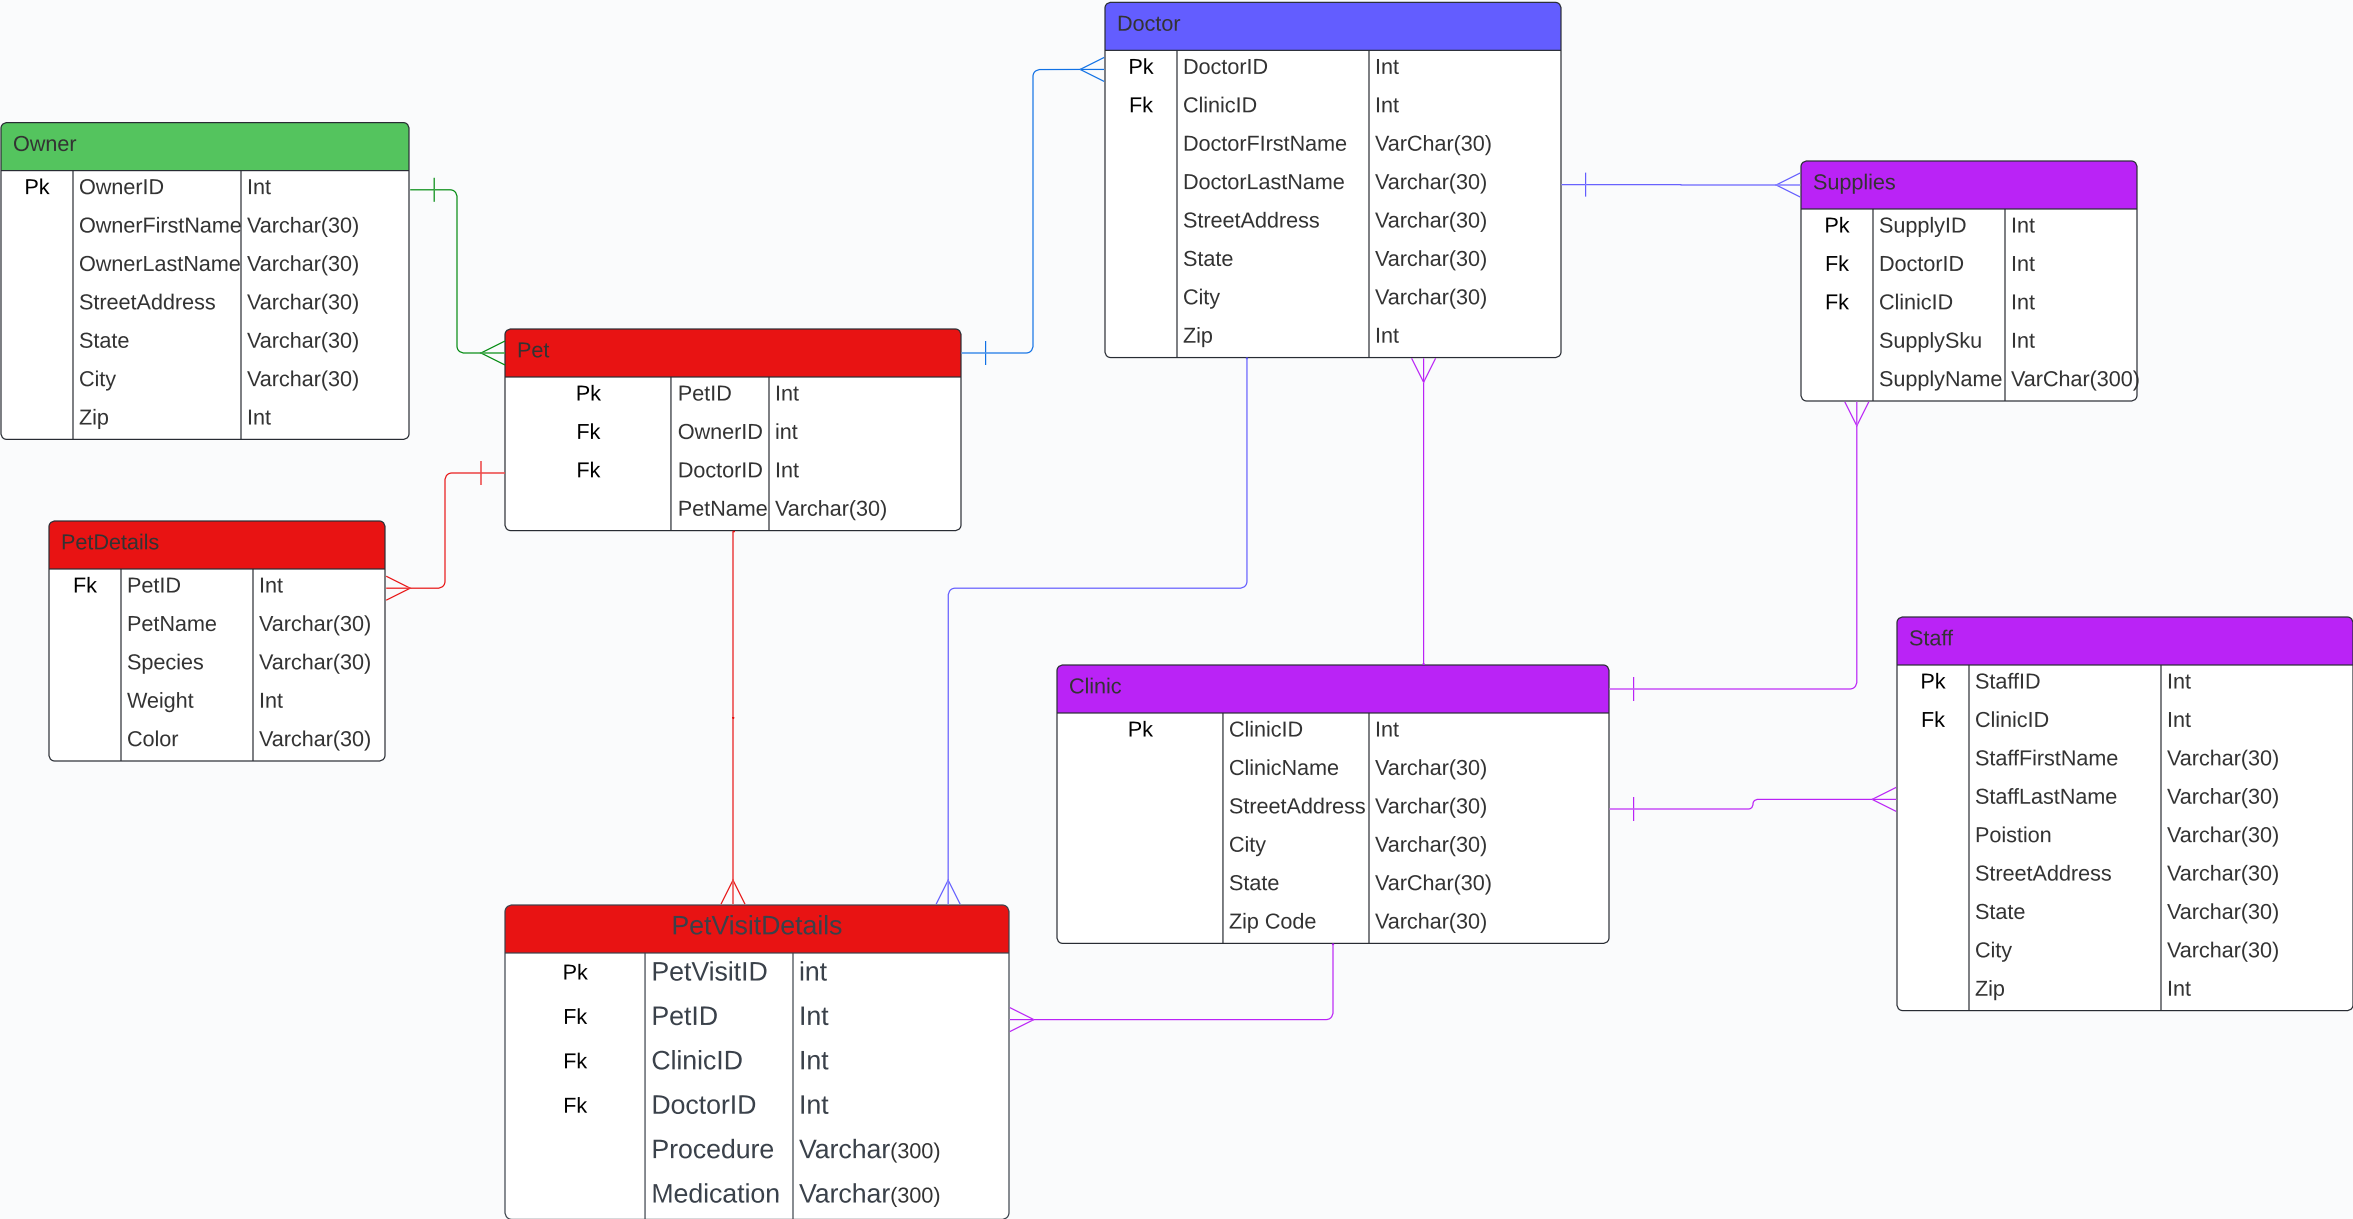 Doctor
Pk DoctorID Int
Fk ClinicID Int
DoctorFIrstName VarChar(30)
DoctorLastName Varchar(30)
StreetAddress Varchar(30)
State Varchar(30)
City Varchar(30)
Zip Int
Owner
Pk OwnerID Int
OwnerFirstName Varchar(30)
OwnerLastName Varchar(30)
StreetAddress Varchar(30)
State Varchar(30)
City Varchar(30)
Zip Int
Supplies
Pk SupplyID Int
Fk DoctorID Int
Fk ClinicID Int
SupplySku Int
SupplyName VarChar(300)
Pet
Pk PetID Int
Fk OwnerID int
Fk DoctorID Int
PetName Varchar(30)
PetDetails
Fk PetID Int
PetName Varchar(30)
Species Varchar(30)
Weight Int
Color Varchar(30)
Clinic
Pk ClinicID Int
ClinicName Varchar(30)
StreetAddress Varchar(30)
City Varchar(30)
State VarChar(30)
Zip Code Varchar(30)
Staff
Pk StaffID Int
Fk ClinicID Int
StaffFirstName Varchar(30)
StaffLastName Varchar(30)
Poistion Varchar(30)
StreetAddress Varchar(30)
State Varchar(30)
City Varchar(30)
Zip Int
PetVisitDetails
Pk PetVisitID int
Fk PetID Int
Fk ClinicID Int
Fk DoctorID Int
Procedure Varchar(300)
Medication Varchar(300)